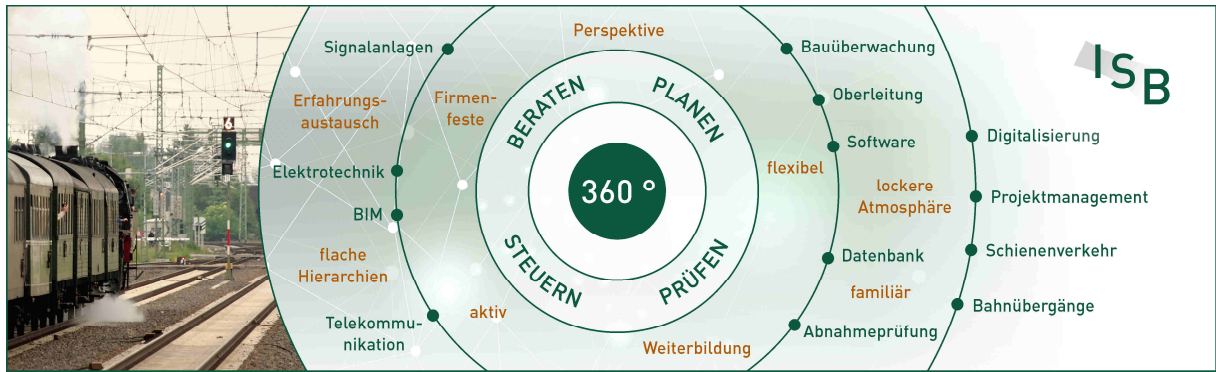 Perspektive
Signalanlagen
Bauüberwachung
ISB
Erfahrungs-
austausch
Firmen-
feste
BERATEN
PLANEN
Oberleitung
6
Software
Digitalisierung
Elektrotechnik
360 °
flexibel
lockere
Atmosphäre
Projektmanagement
BIM
flache
Hierarchien
STEUERN
PRÜFEN
Datenbank
Schienenverkehr
familiär
aktiv
Bahnübergänge
Telekommu-
nikation
Abnahmeprüfung
Weiterbildung